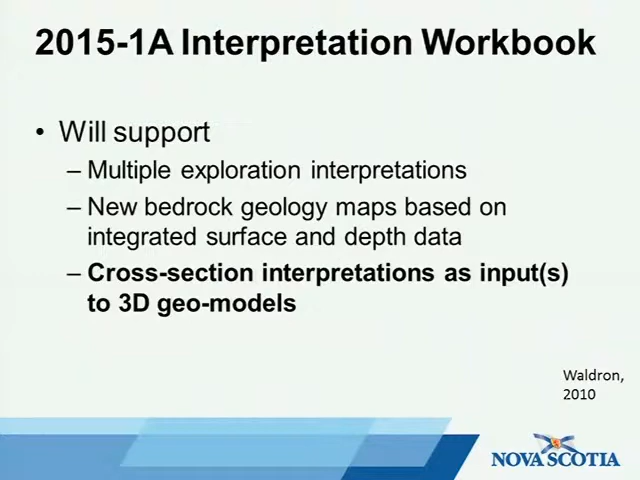 2015-1A Interpretation Workbook
• Will support
– Multiple exploration interpretations
– New bedrock geology maps based on
integrated surface and depth data
– Cross-section interpretations as input(s)
to 3D geo-models
Waldron,
2010
NOVA SCOTIA